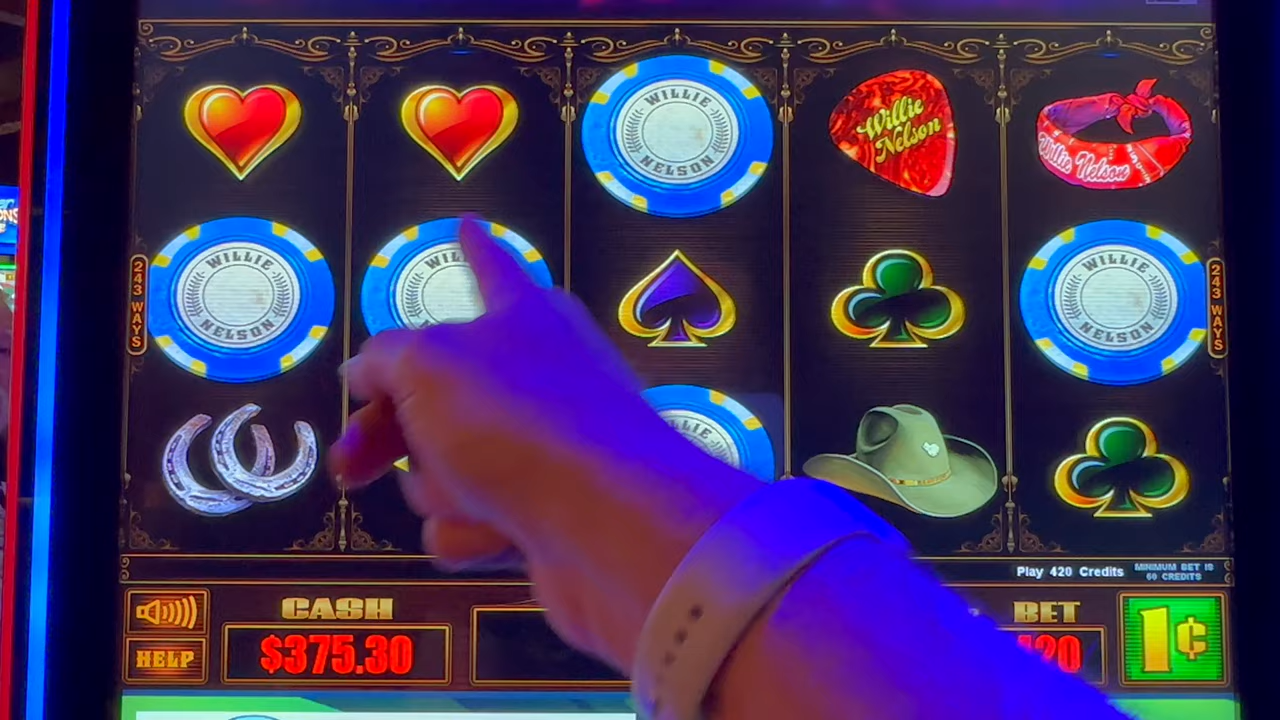 WILLIE
NELSON
Willie
Nelson
Willie Nelson
243 WAYS
WILLIE
NELSON
WILLIE
NELSON
243 WAYS
Play 420 Credits
MINIMUM BET IS
60 CREDITS
CASH
BET
HELP
$375.30
1¢